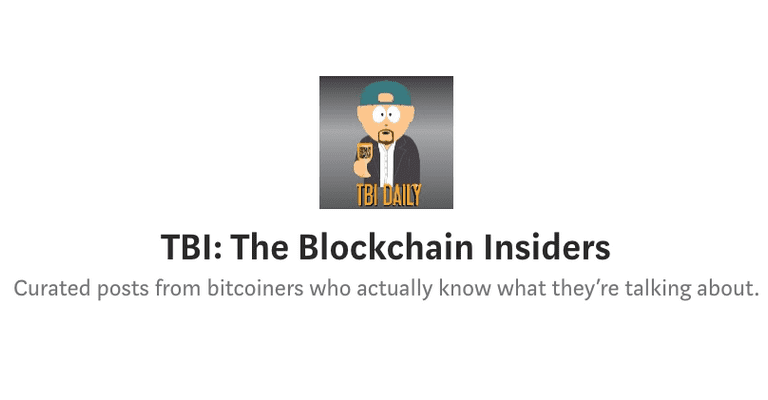 TBI DAILY
TBI: The Blockchain Insiders
Curated posts from bitcoiners who actually know what they’re talking about.